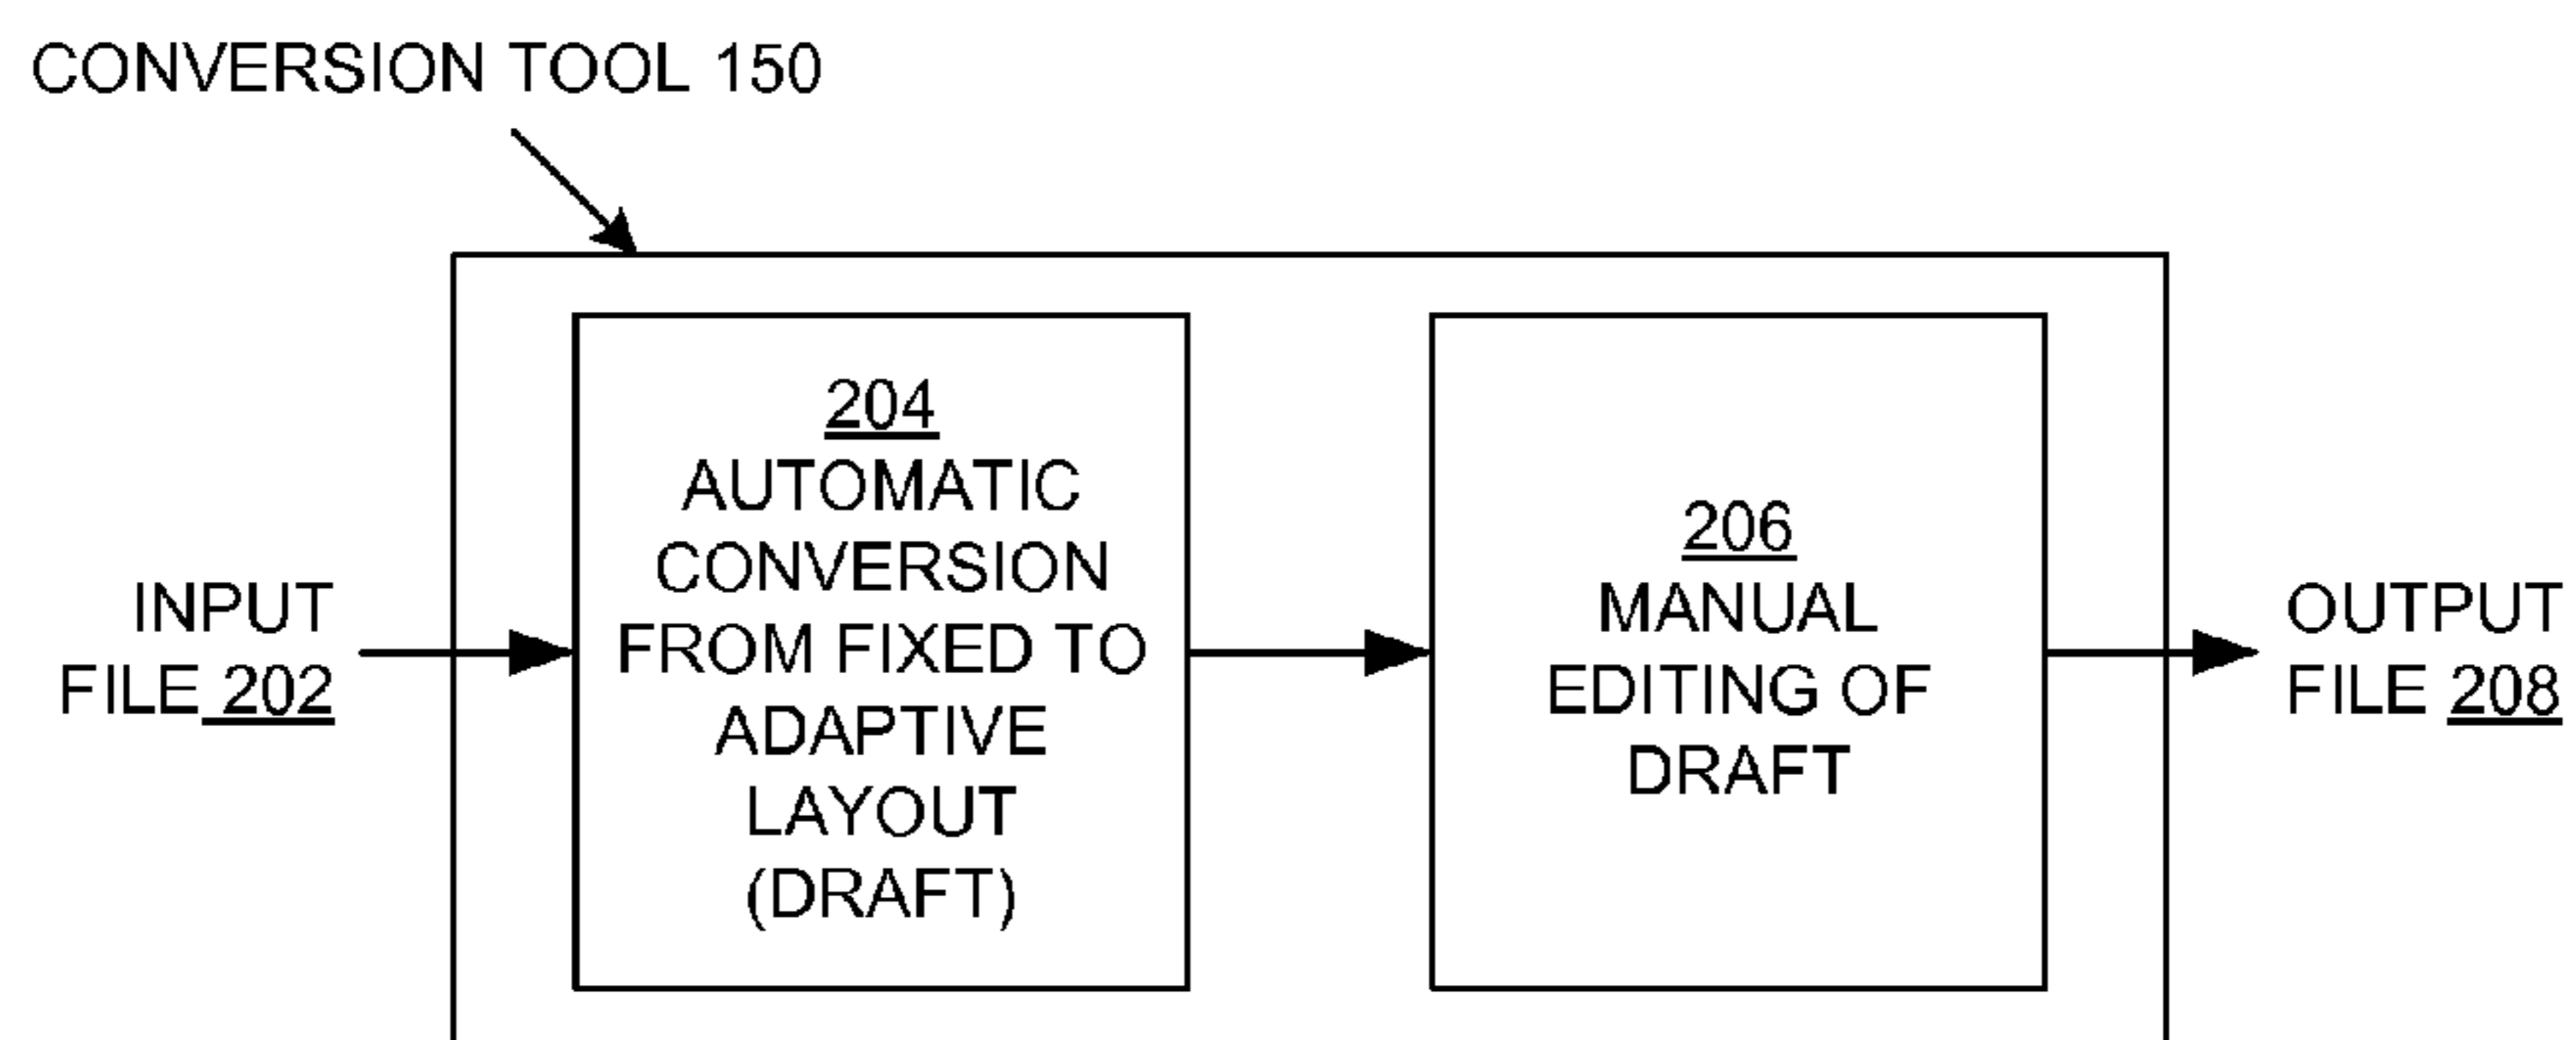 CONVERSION TOOL 150
INPUT
FILE 202
204
AUTOMATIC
CONVERSION
FROM FIXED TO
ADAPTIVE
LAYOUT
(DRAFT)
206
MANUAL
EDITING OF
DRAFT
OUTPUT
FILE 208